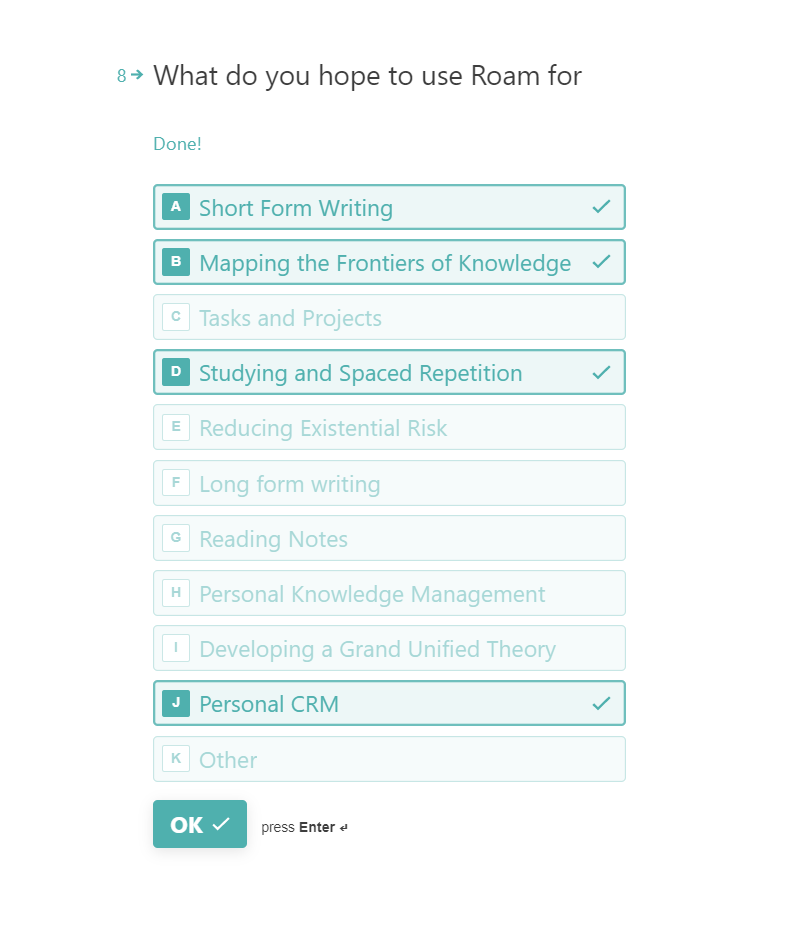 8 → What do you hope to use Roam for
Done!
A Short Form Writing
B Mapping the Frontiers of Knowledge
C Tasks and Projects
D Studying and Spaced Repetition
E Reducing Existential Risk
F Long form writing
G Reading Notes
H Personal Knowledge Management
I Developing a Grand Unified Theory
J Personal CRM
K Other
OK press Enter ↵